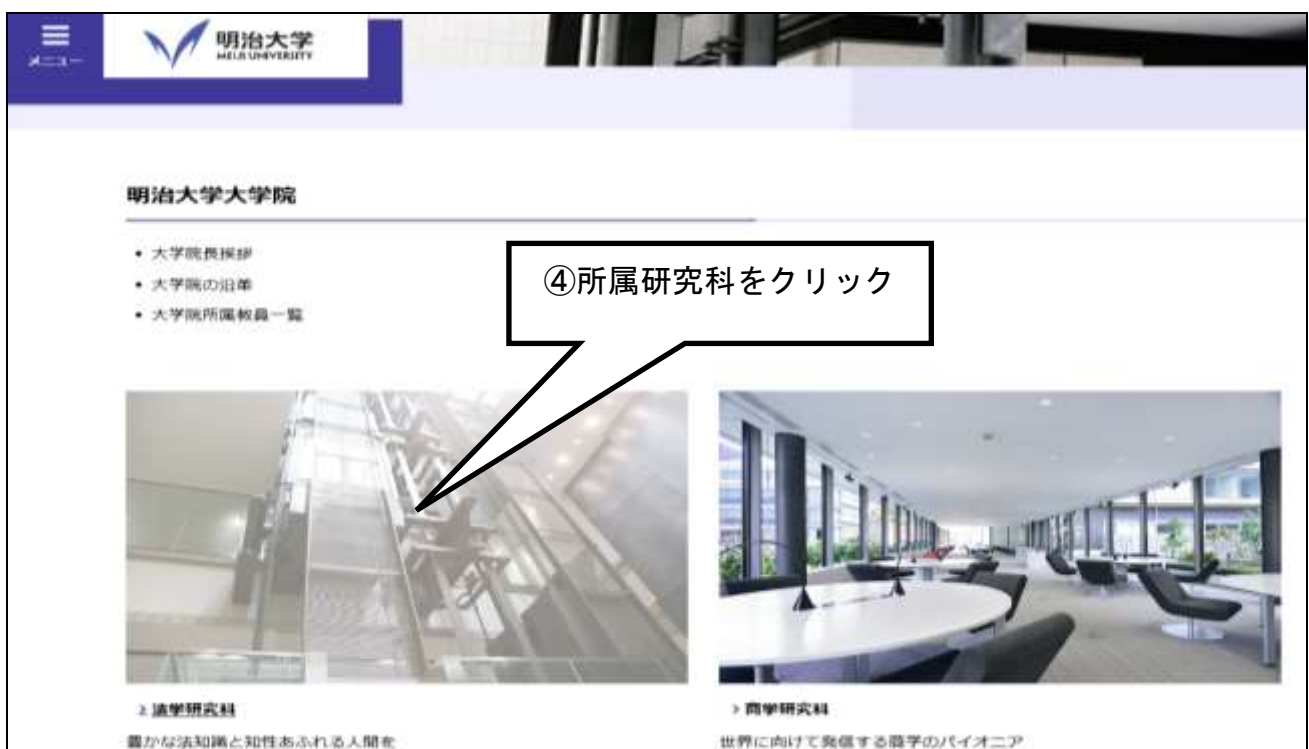 メニュー
明治大学
MEIJI UNIVERSITY
明治大学大学院
• 大学院長挨拶
• 大学院の沿革
• 大学院所属教員一覧
④所属研究科をクリック
› 法学研究科
› 商学研究科
豊かな法知識と知性あふれる人間を
世界に向けて発信する商学のパイオニア